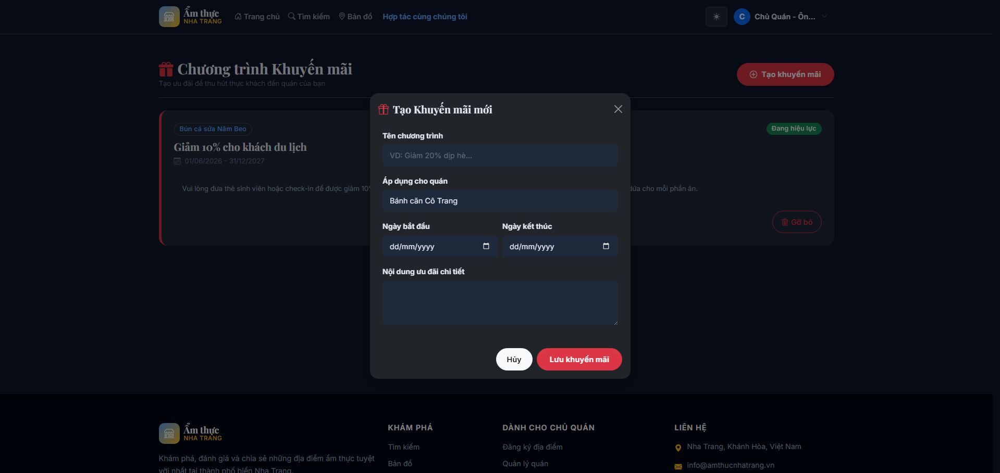 Ẩm thực
NHA TRANG
Trang chủ
Tìm kiếm
Bản đồ
Hợp tác cùng chúng tôi
C
Chủ Quán - Ôn...
Chương trình Khuyến mãi
Tạo ưu đãi để thu hút thực khách đến quán của bạn
Tạo khuyến mãi
Bún cá sứa Năm Beo
Đang hiệu lực
Giảm 10% cho khách du lịch
01/06/2026 - 31/12/2027
Vui lòng đưa thẻ sinh viên hoặc check-in để được giảm 10%
dứa cho mỗi phần ăn.
Gỡ bỏ
Tạo Khuyến mãi mới
Tên chương trình
VD: Giảm 20% dịp hè...
Áp dụng cho quán
Bánh căn Cô Trang
Ngày bắt đầu
Ngày kết thúc
dd/mm/yyyy
dd/mm/yyyy
Nội dung ưu đãi chi tiết
Hủy
Lưu khuyến mãi
Ẩm thực
NHA TRANG
Khám phá, đánh giá và chia sẻ những địa điểm ẩm thực tuyệt
vời nhất tại thành phố biển Nha Trang.
KHÁM PHÁ
Tìm kiếm
Bản đồ
DÀNH CHO CHỦ QUÁN
Đăng ký địa điểm
Quản lý quán
LIÊN HỆ
Nha Trang, Khánh Hòa, Việt Nam
info@amthucnhatrang.vn